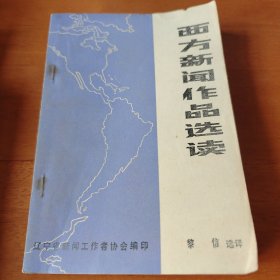 西方新闻作品选读
辽宁省新闻工作者协会编印
黎信 选译